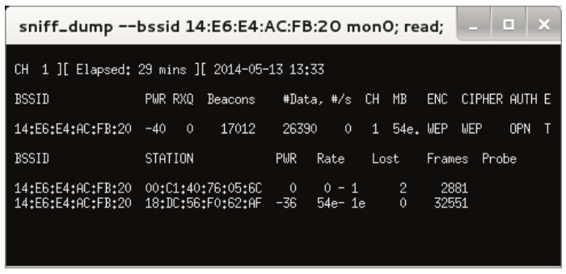 sniff_dump --bssid 14:E6:E4:AC:FB:20 mon0; read;
CH 1 ][ Elapsed: 29 mins ][ 2014-05-13 13:33
BSSID PWR RXQ Beacons #Data, #/s CH MB ENC CIPHER AUTH E
14:E6:E4:AC:FB:20 -40 0 17012 26390 0 1 54e. WEP WEP OPN T
BSSID STATION PWR Rate Lost Frames Probe
14:E6:E4:AC:FB:20 00:C1:40:76:05:6C 0 0 - 1 2 2881
14:E6:E4:AC:FB:20 18:DC:56:F0:62:AF -36 54e- 1e 0 32551